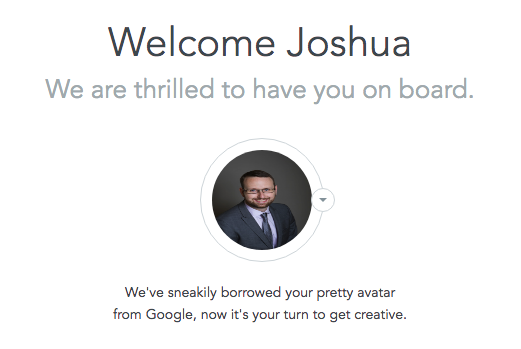 Welcome Joshua
We are thrilled to have you on board.
We've sneakily borrowed your pretty avatar
from Google, now it's your turn to get creative.